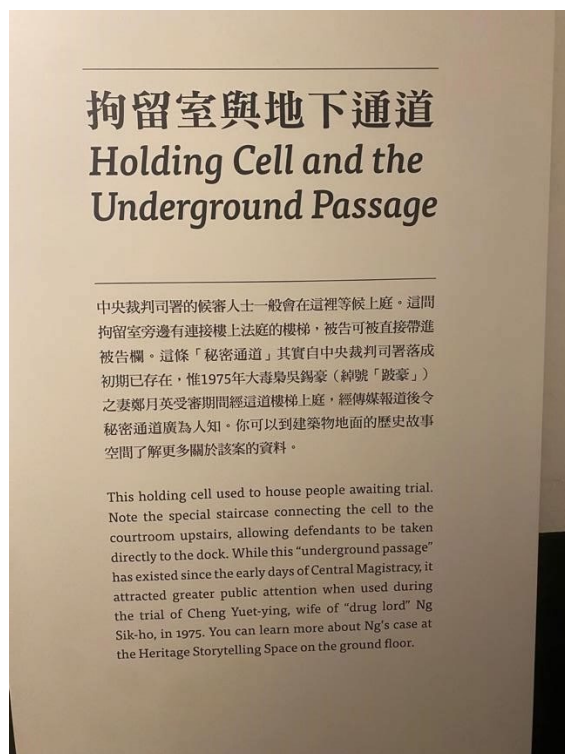 拘留室與地下通道
Holding Cell and the
Underground Passage
中央裁判司署的候審人士一般會在這裡等候上庭。這間
拘留室旁邊有連接樓上法庭的樓梯，被告可被直接帶進
被告欄。這條「秘密通道」其實自中央裁判司署落成
初期已存在，惟1975年大毒梟吳錫豪（綽號「跛豪」）
之妻鄭月英受審期間經這道樓梯上庭，經傳媒報道後令
秘密通道廣為人知。你可以到建築物地面的歷史故事
空間了解更多關於該案的資料。
This holding cell used to house people awaiting trial.
Note the special staircase connecting the cell to the
courtroom upstairs, allowing defendants to be taken
directly to the dock. While this “underground passage”
has existed since the early days of Central Magistracy, it
attracted greater public attention when used during
the trial of Cheng Yuet-ying, wife of “drug lord” Ng
Sik-ho, in 1975. You can learn more about Ng’s case at
the Heritage Storytelling Space on the ground floor.